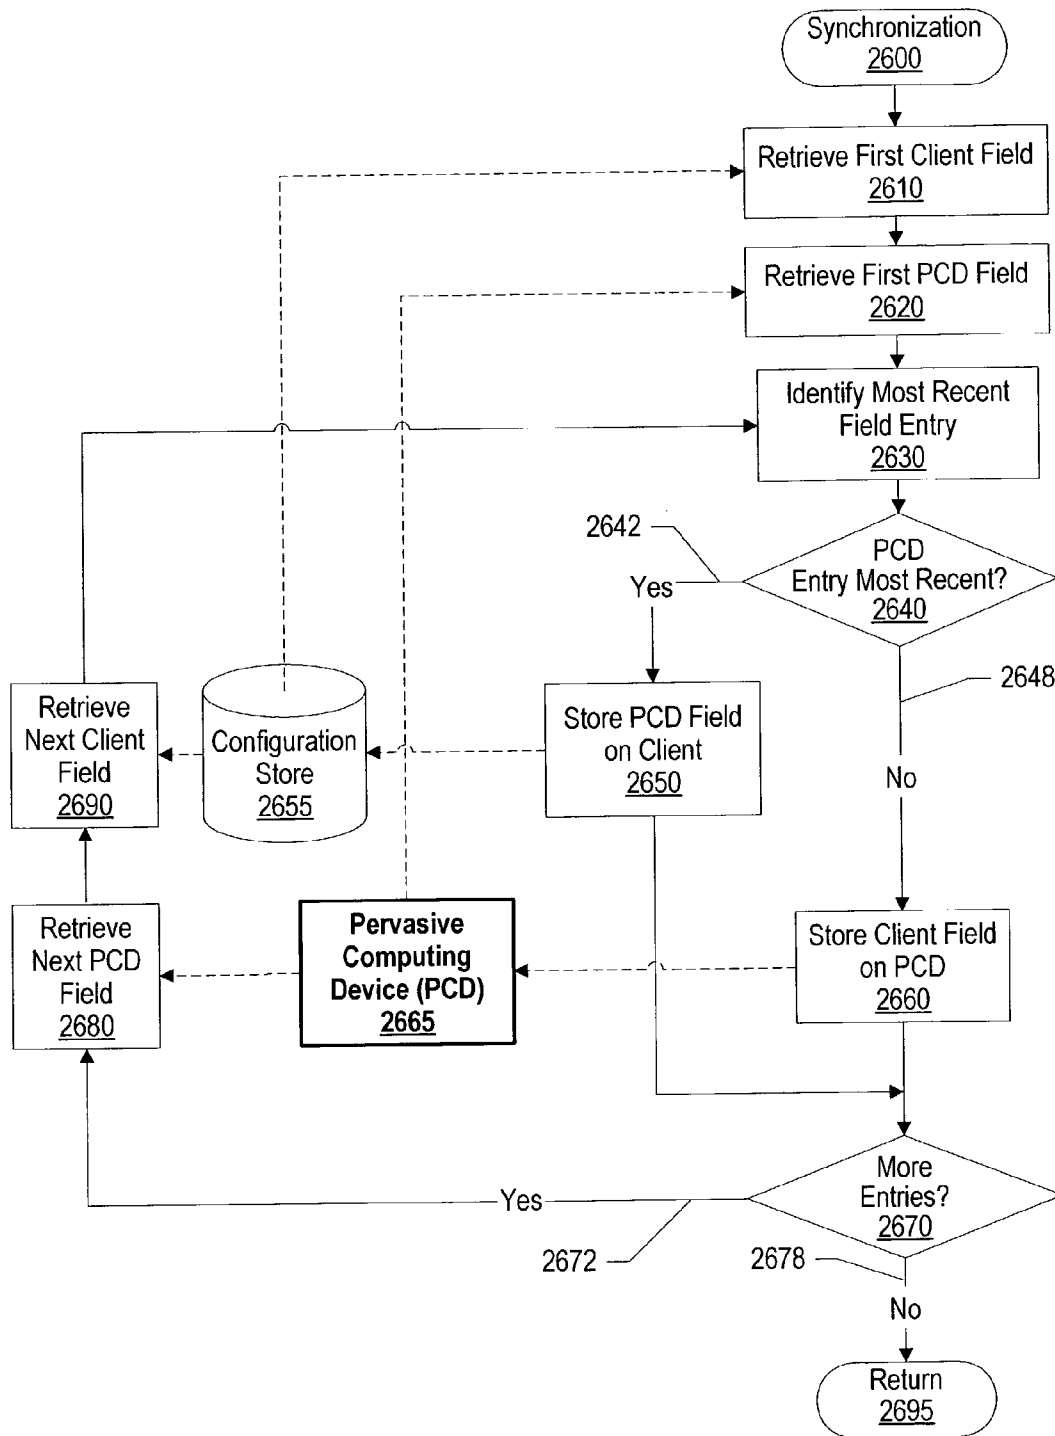 Synchronization
2600
Retrieve First Client Field
2610
Retrieve First PCD Field
2620
Identify Most Recent
Field Entry
2630
2642
PCD
Entry Most Recent?
2640
Yes
2648
Retrieve
Next Client
Field
2690
Configuration
Store
2655
Store PCD Field
on Client
2650
No
Retrieve
Next PCD
Field
2680
Pervasive
Computing
Device (PCD)
2665
Store Client Field
on PCD
2660
More
Entries?
2670
Yes
2672
2678
No
Return
2695